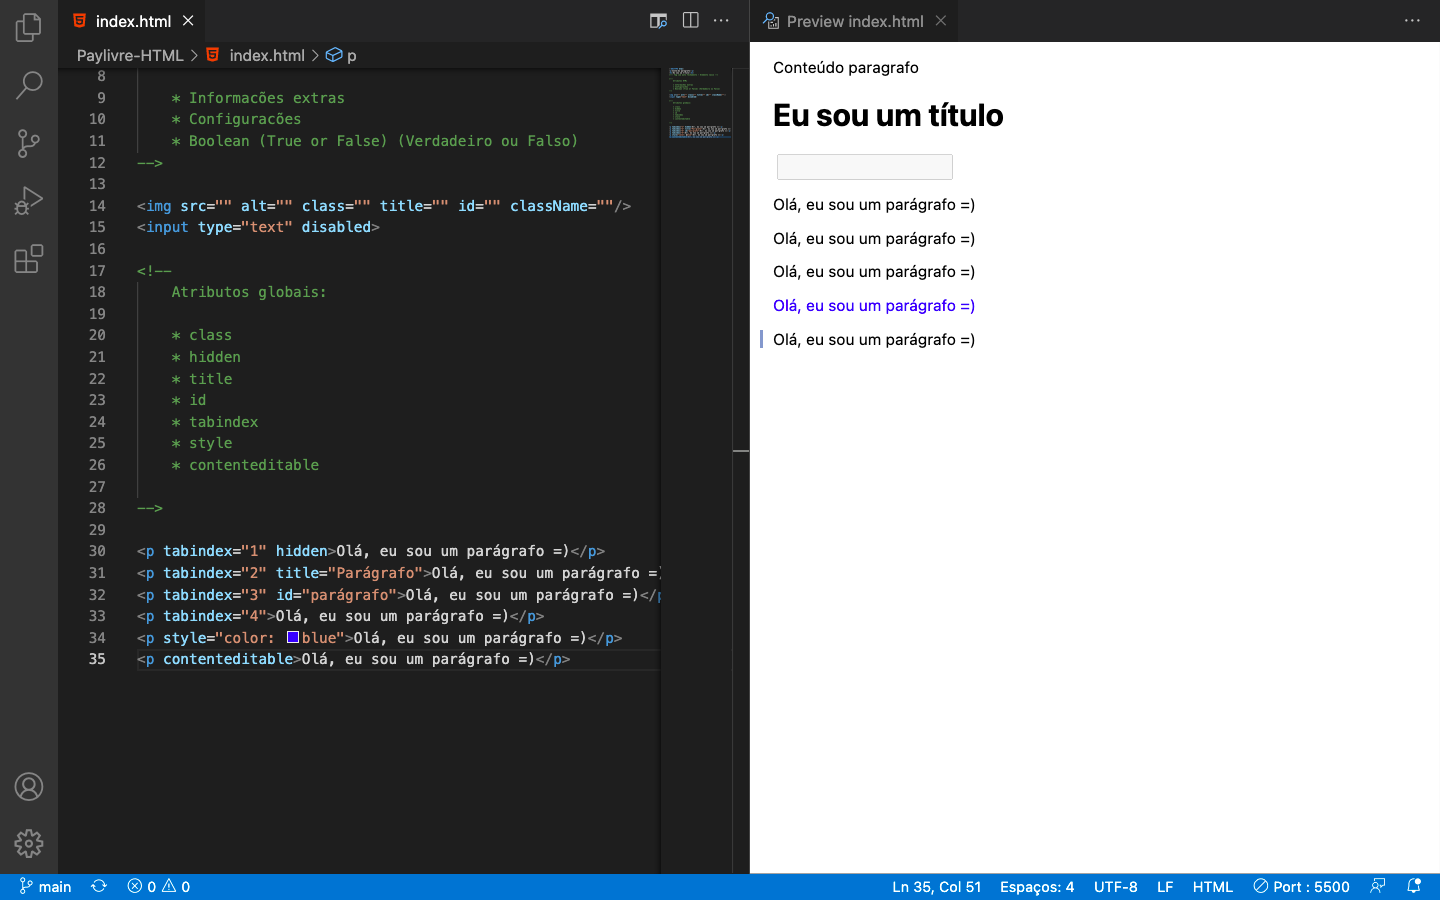 index.html
Preview index.html
Paylivre-HTML > index.html > p
8
9 * Informacões extras
10 * Configuracões
11 * Boolean (True or False) (Verdadeiro ou Falso)
12 -->
13
14 <img src="" alt="" class="" title="" id="" className=""/>
15 <input type="text" disabled>
16
17 <!--
18 Atributos globais:
19
20 * class
21 * hidden
22 * title
23 * id
24 * tabindex
25 * style
26 * contenteditable
27
28 -->
29
30 <p tabindex="1" hidden>Olá, eu sou um parágrafo =)</p>
31 <p tabindex="2" title="Parágrafo">Olá, eu sou um parágrafo =)
32 <p tabindex="3" id="parágrafo">Olá, eu sou um parágrafo =)</p
33 <p tabindex="4">Olá, eu sou um parágrafo =)</p>
34 <p style="color: blue">Olá, eu sou um parágrafo =)</p>
35 <p contenteditable>Olá, eu sou um parágrafo =)</p>
Conteúdo paragrafo
Eu sou um título
Olá, eu sou um parágrafo =)
Olá, eu sou um parágrafo =)
Olá, eu sou um parágrafo =)
Olá, eu sou um parágrafo =)
Olá, eu sou um parágrafo =)
main 0 0 Ln 35, Col 51 Espaços: 4 UTF-8 LF HTML Port : 5500